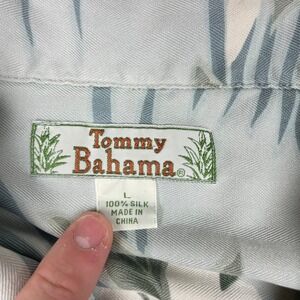 Tommy
Bahama®
L
100% SILK
MADE IN
CHINA